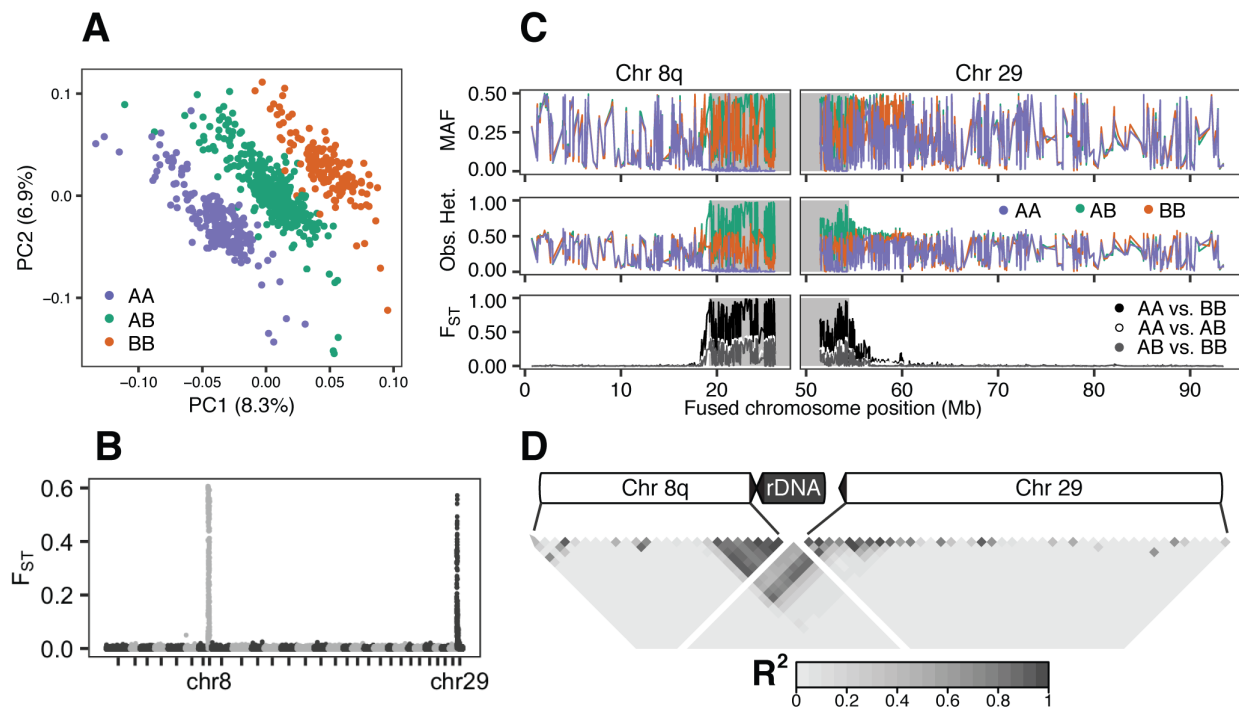 A
0.1
0.0
−0.1
PC2 (6.9%)
AA
AB
BB
−0.10 −0.05 0.00 0.05 0.10
PC1 (8.3%)
B
0.6
0.4
0.2
0.0
FST
chr8 chr29
C
Chr 8q Chr 29
0.50
0.25
0.00
MAF
1.00
0.50
0.00
Obs. Het.
AA AB BB
1.00
0.50
0.00
FST
AA vs. BB
AA vs. AB
AB vs. BB
0 10 20 50 60 70 80 90
Fused chromosome position (Mb)
D
Chr 8q rDNA Chr 29
R2
0 0.2 0.4 0.6 0.8 1